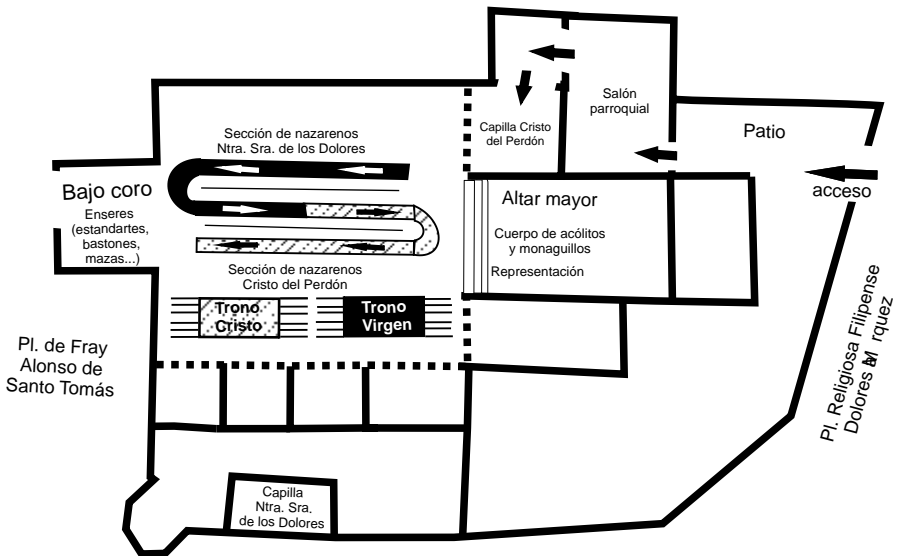 Salón
parroquial
Patio
Capilla Cristo
del Perdón
Sección de nazarenos
Ntra. Sra. de los Dolores
acceso
Bajo coro
Enseres
(estandartes,
bastones,
mazas...)
Altar mayor
Cuerpo de acólitos
y monaguillos
Representación
Sección de nazarenos
Cristo del Perdón
Trono
Cristo
Trono
Virgen
Pl. de Fray
Alonso de
Santo Tomás
Pl. Religiosa Filipense
Dolores
Capilla
Ntra. Sra.
de los Dolores